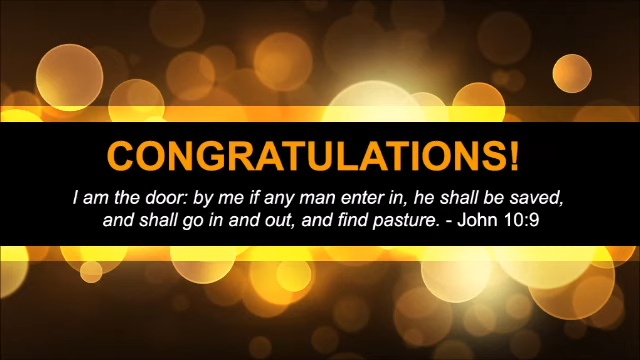 CONGRATULATIONS!
I am the door: by me if any man enter in, he shall be saved,
and shall go in and out, and find pasture. - John 10:9